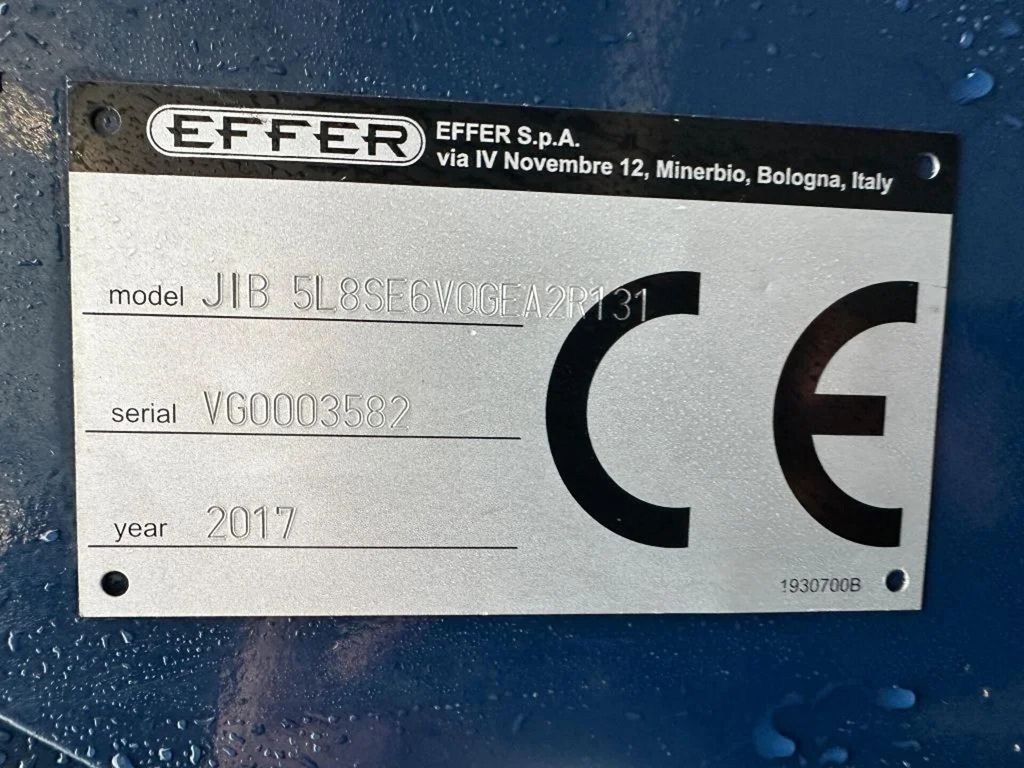 EFFER
EFFER S.p.A.
via IV Novembre 12, Minerbio, Bologna, Italy
model JIB 5L8SE6VQGEA2R131
serial VG0003582
year 2017
CE
1930700B